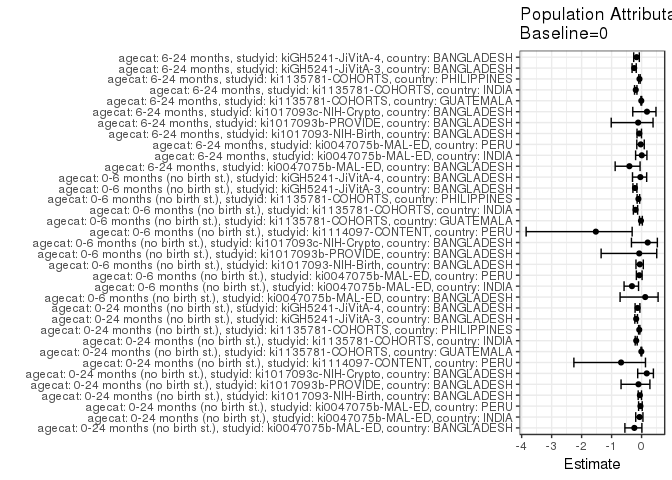 Population Attributa
Baseline=0
agecat: 6-24 months, studyid: kiGH5241-JiVitA-4, country: BANGLADESH
agecat: 6-24 months, studyid: kiGH5241-JiVitA-3, country: BANGLADESH
agecat: 6-24 months, studyid: ki1135781-COHORTS, country: PHILIPPINES
agecat: 6-24 months, studyid: ki1135781-COHORTS, country: INDIA
agecat: 6-24 months, studyid: ki1135781-COHORTS, country: GUATEMALA
agecat: 6-24 months, studyid: ki1017093c-NIH-Crypto, country: BANGLADESH
agecat: 6-24 months, studyid: ki1017093b-PROVIDE, country: BANGLADESH
agecat: 6-24 months, studyid: ki1017093-NIH-Birth, country: BANGLADESH
agecat: 6-24 months, studyid: ki0047075b-MAL-ED, country: PERU
agecat: 6-24 months, studyid: ki0047075b-MAL-ED, country: INDIA
agecat: 6-24 months, studyid: ki0047075b-MAL-ED, country: BANGLADESH
agecat: 0-6 months (no birth st.), studyid: kiGH5241-JiVitA-4, country: BANGLADESH
agecat: 0-6 months (no birth st.), studyid: kiGH5241-JiVitA-3, country: BANGLADESH
agecat: 0-6 months (no birth st.), studyid: ki1135781-COHORTS, country: PHILIPPINES
agecat: 0-6 months (no birth st.), studyid: ki1135781-COHORTS, country: INDIA
agecat: 0-6 months (no birth st.), studyid: ki1135781-COHORTS, country: GUATEMALA
agecat: 0-6 months (no birth st.), studyid: ki1114097-CONTENT, country: PERU
agecat: 0-6 months (no birth st.), studyid: ki1017093c-NIH-Crypto, country: BANGLADESH
agecat: 0-6 months (no birth st.), studyid: ki1017093b-PROVIDE, country: BANGLADESH
agecat: 0-6 months (no birth st.), studyid: ki1017093-NIH-Birth, country: BANGLADESH
agecat: 0-6 months (no birth st.), studyid: ki0047075b-MAL-ED, country: PERU
agecat: 0-6 months (no birth st.), studyid: ki0047075b-MAL-ED, country: INDIA
agecat: 0-6 months (no birth st.), studyid: ki0047075b-MAL-ED, country: BANGLADESH
agecat: 0-24 months (no birth st.), studyid: kiGH5241-JiVitA-4, country: BANGLADESH
agecat: 0-24 months (no birth st.), studyid: kiGH5241-JiVitA-3, country: BANGLADESH
agecat: 0-24 months (no birth st.), studyid: ki1135781-COHORTS, country: PHILIPPINES
agecat: 0-24 months (no birth st.), studyid: ki1135781-COHORTS, country: INDIA
agecat: 0-24 months (no birth st.), studyid: ki1135781-COHORTS, country: GUATEMALA
agecat: 0-24 months (no birth st.), studyid: ki1114097-CONTENT, country: PERU
agecat: 0-24 months (no birth st.), studyid: ki1017093c-NIH-Crypto, country: BANGLADESH
agecat: 0-24 months (no birth st.), studyid: ki1017093b-PROVIDE, country: BANGLADESH
agecat: 0-24 months (no birth st.), studyid: ki1017093-NIH-Birth, country: BANGLADESH
agecat: 0-24 months (no birth st.), studyid: ki0047075b-MAL-ED, country: PERU
agecat: 0-24 months (no birth st.), studyid: ki0047075b-MAL-ED, country: INDIA
agecat: 0-24 months (no birth st.), studyid: ki0047075b-MAL-ED, country: BANGLADESH
-4 -3 -2 -1 0
Estimate